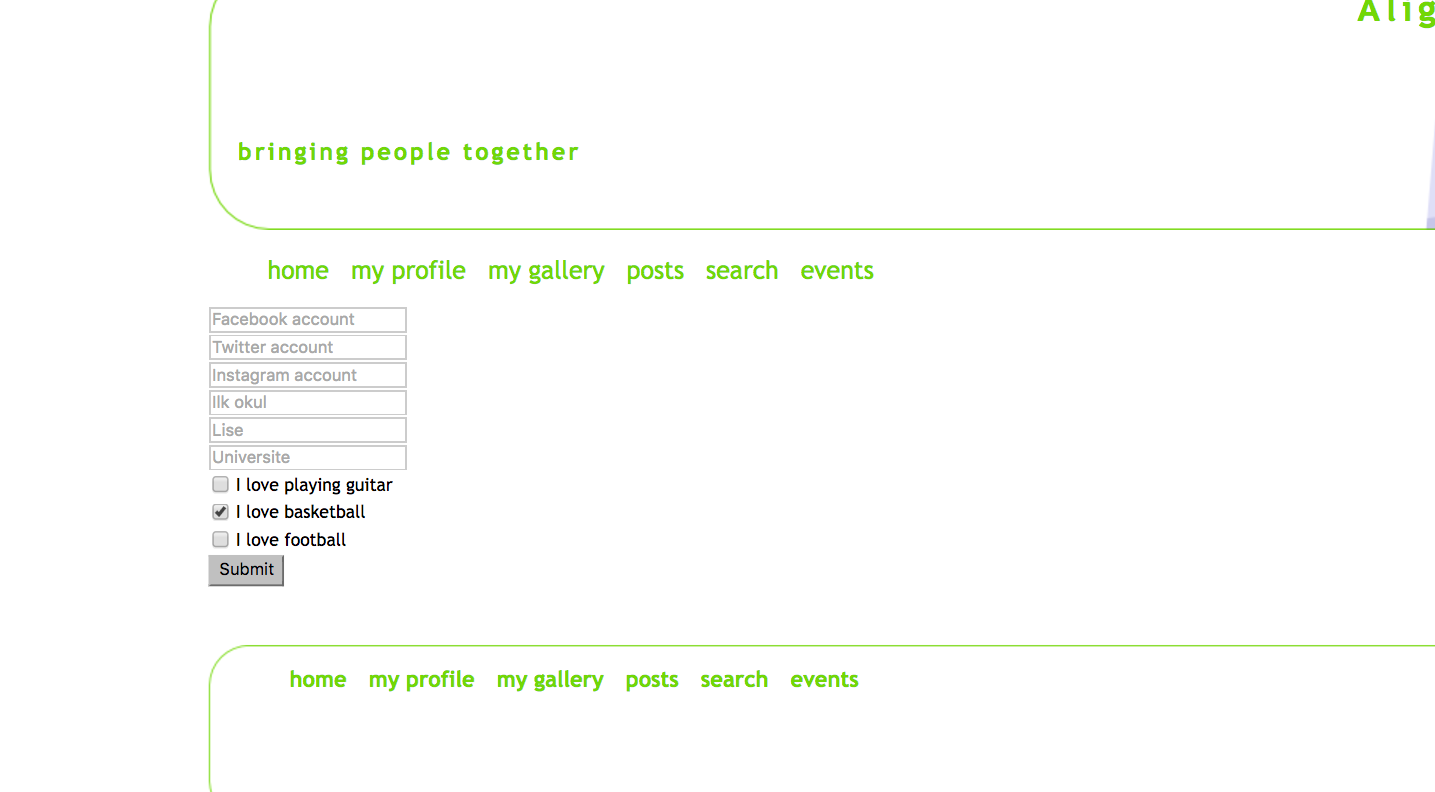 bringing people together
home my profile my gallery posts search events
Facebook account
Twitter account
Instagram account
Ilk okul
Lise
Universite
I love playing guitar
I love basketball
I love football
Submit
home my profile my gallery posts search events